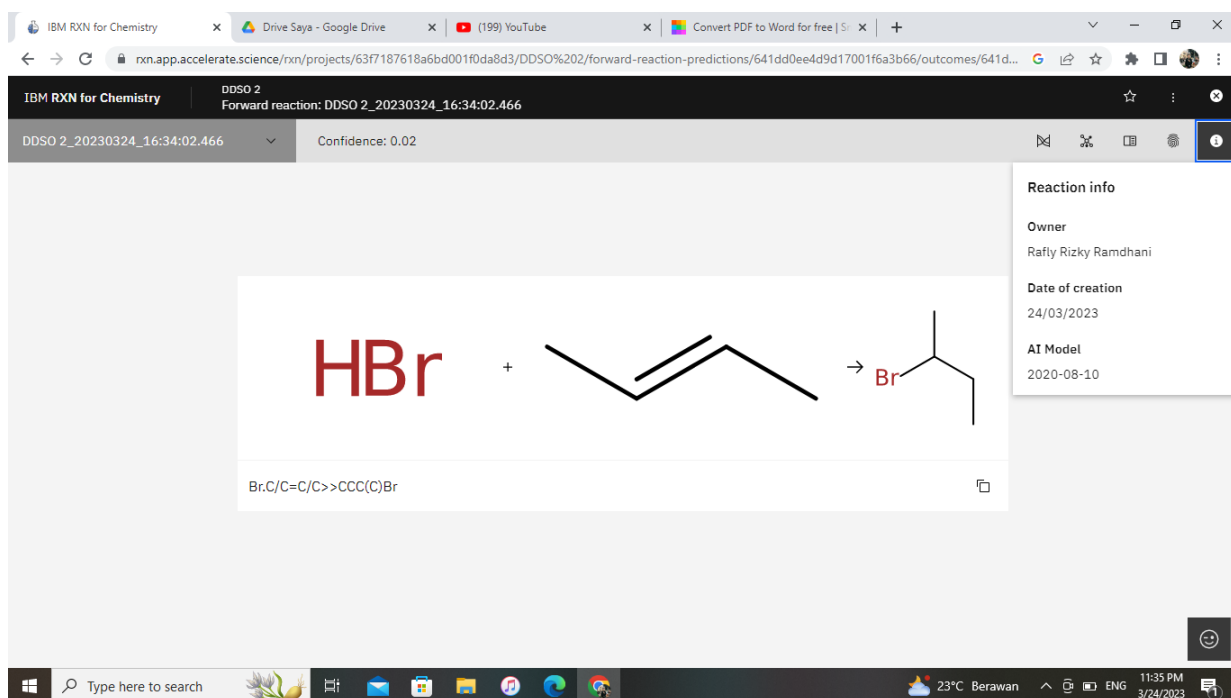 IBM RXN for Chemistry
Drive Saya - Google Drive
(199) YouTube
Convert PDF to Word for free | Sr
rxn.app.accelerate.science/rxn/projects/63f7187618a6bd001f0da8d3/DDSO%202/forward-reaction-predictions/641dd0ee4d9d17001f6a3b66/outcomes/641d...
IBM RXN for Chemistry
DDSO 2
Forward reaction: DDSO 2_20230324_16:34:02.466
DDSO 2_20230324_16:34:02.466
Confidence: 0.02
Reaction info
Owner
Rafly Rizky Ramdhani
Date of creation
24/03/2023
AI Model
2020-08-10
HBr + → Br
Br.C/C=C/C>>CCC(C)Br
Type here to search
23°C Berawan
ENG
11:35 PM
3/24/2023